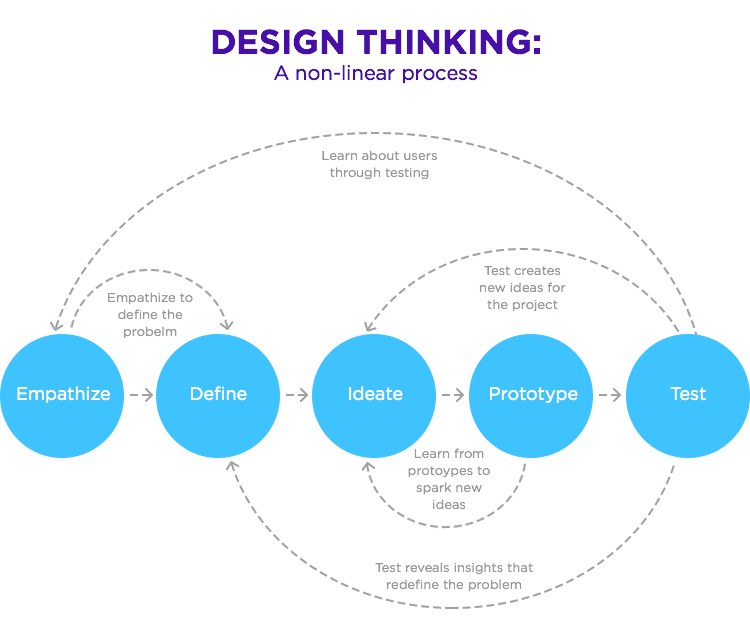 DESIGN THINKING:
A non-linear process
Learn about users
through testing
Test creates
new ideas for
the project
Empathize to
define the
probelm
Empathize
Define
Ideate
Prototype
Test
Learn from
protoypes to
spark new
ideas
Test reveals insights that
redefine the problem